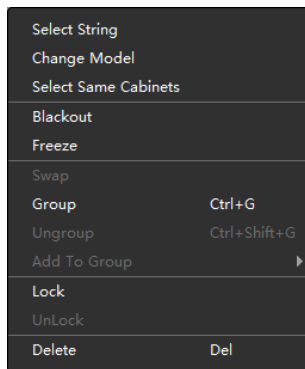 Select String
Change Model
Select Same Cabinets
Blackout
Freeze
Swap
Group Ctrl+G
Ungroup Ctrl+Shift+G
Add To Group
Lock
UnLock
Delete Del